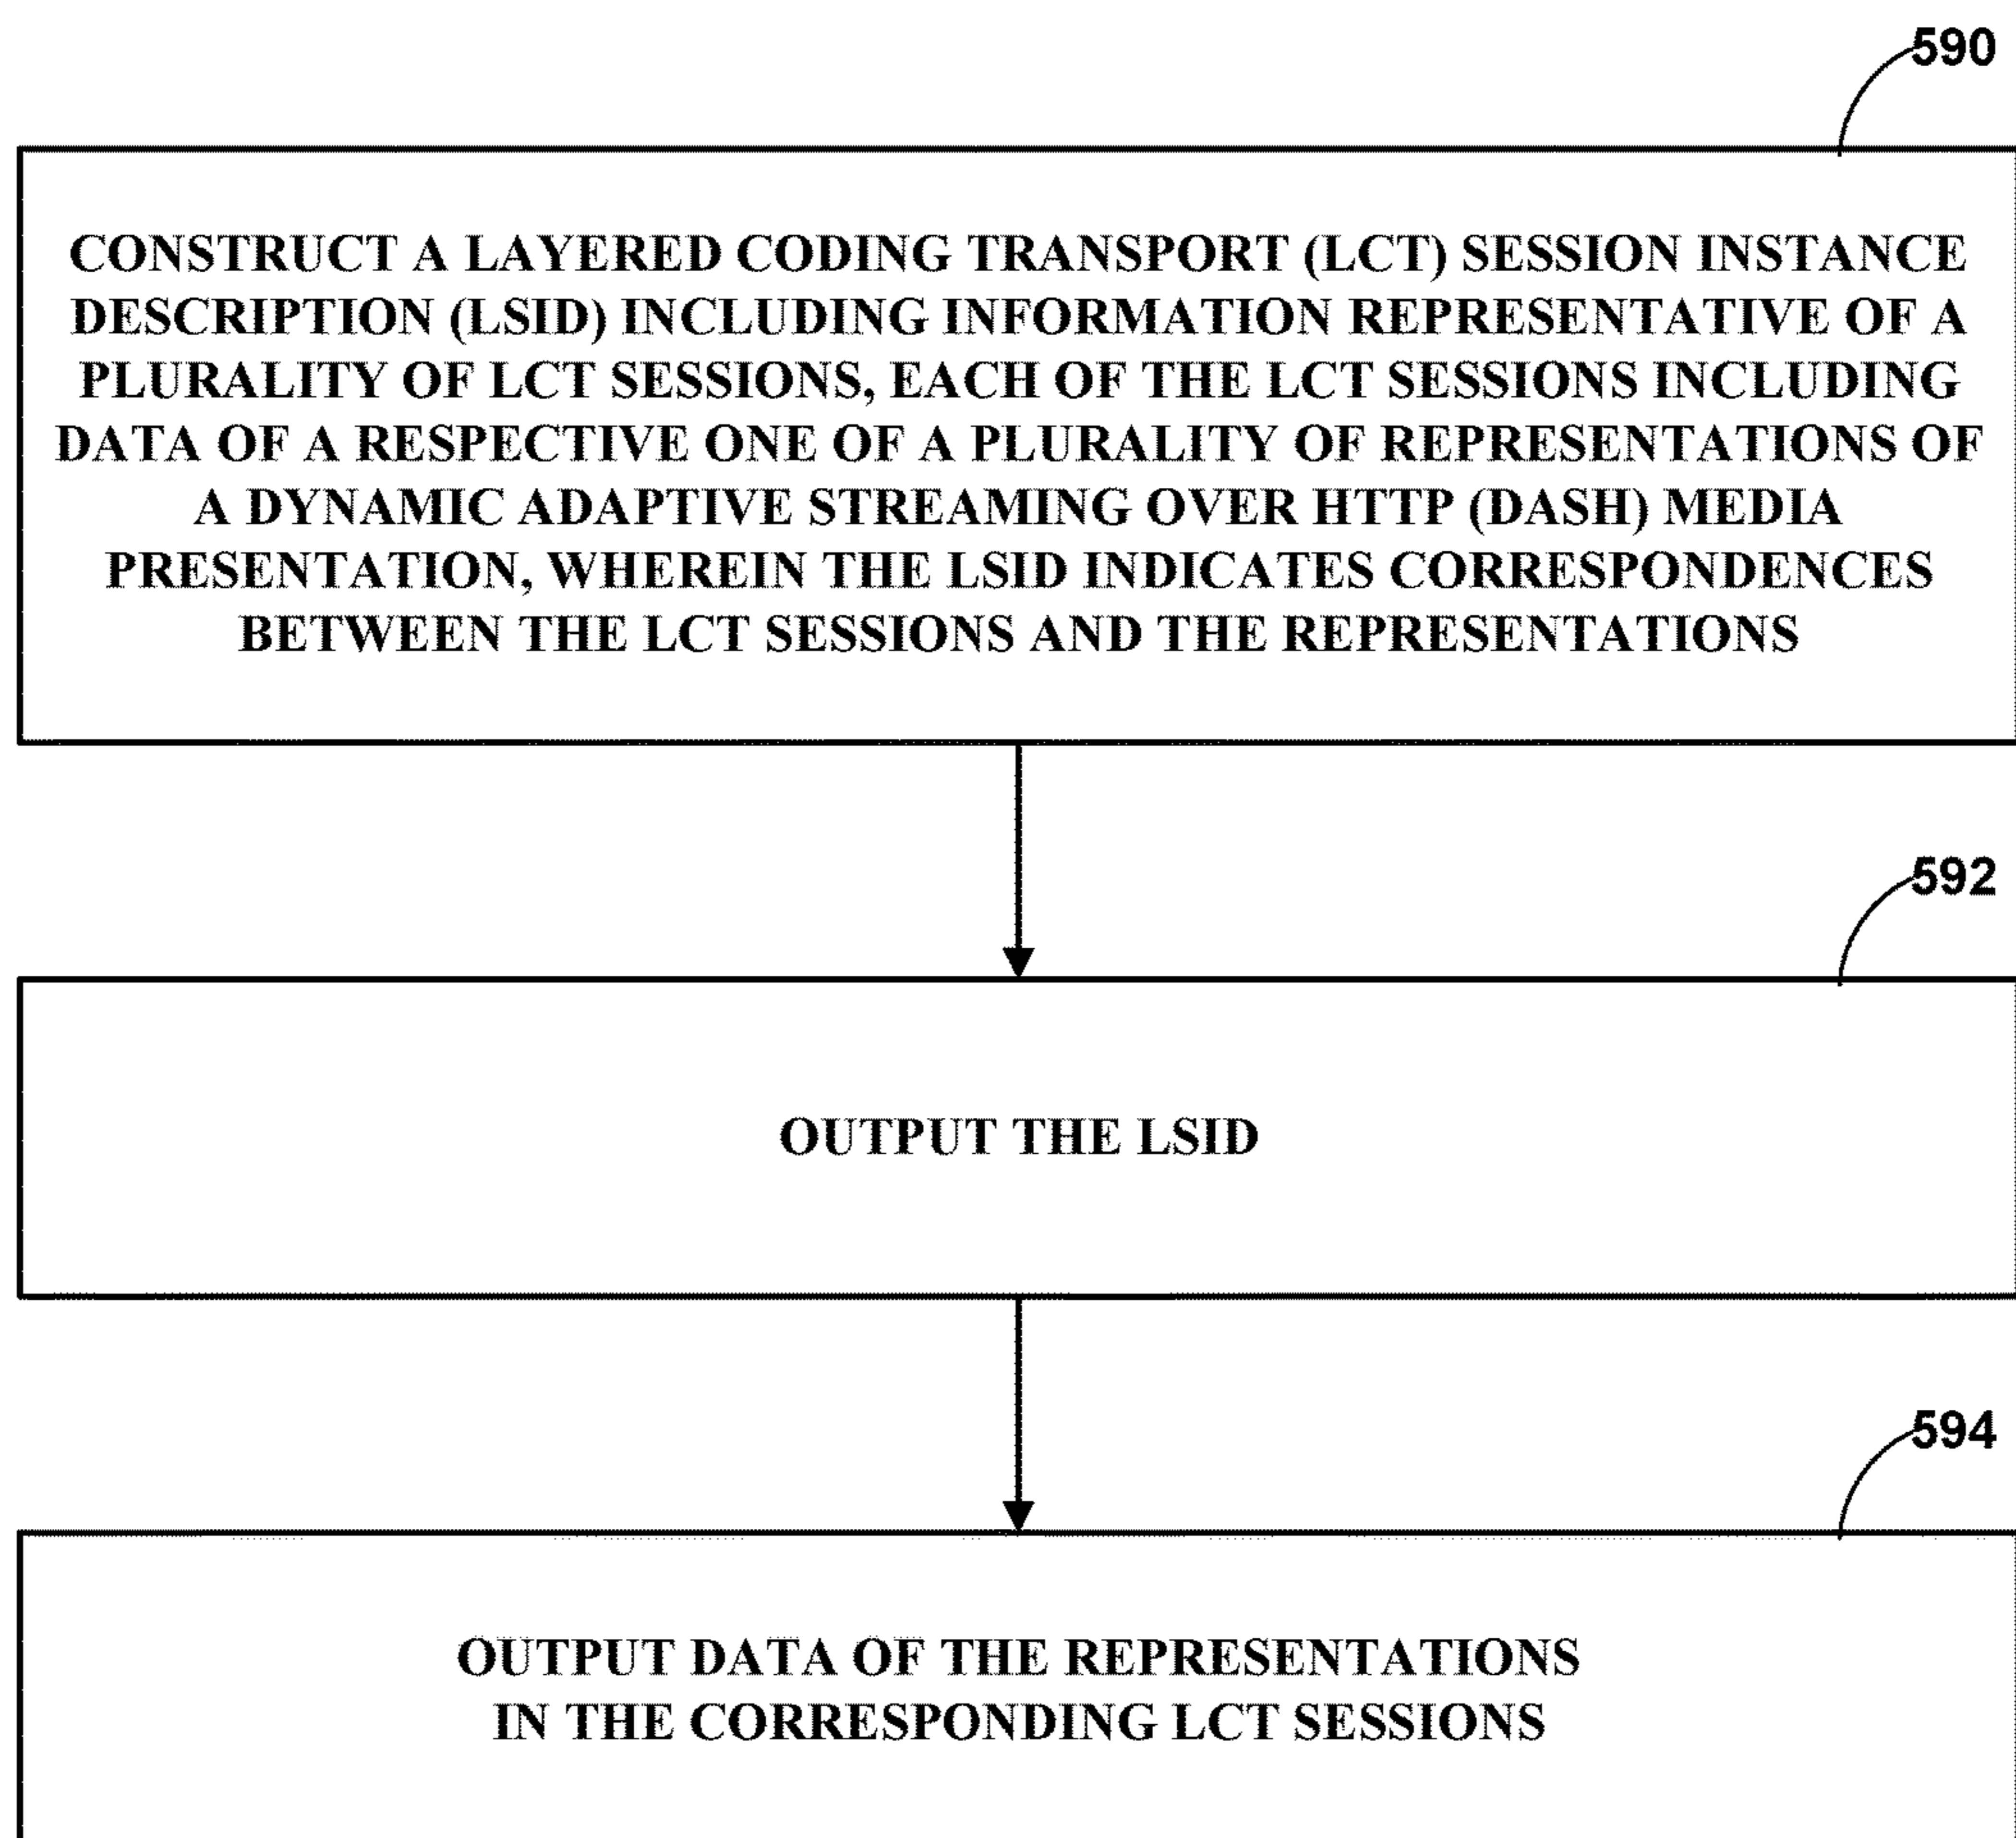 590
CONSTRUCT A LAYERED CODING TRANSPORT (LCT) SESSION INSTANCE
DESCRIPTION (LSID) INCLUDING INFORMATION REPRESENTATIVE OF A
PLURALITY OF LCT SESSIONS, EACH OF THE LCT SESSIONS INCLUDING
DATA OF A RESPECTIVE ONE OF A PLURALITY OF REPRESENTATIONS OF
A DYNAMIC ADAPTIVE STREAMING OVER HTTP (DASH) MEDIA
PRESENTATION, WHEREIN THE LSID INDICATES CORRESPONDENCES
BETWEEN THE LCT SESSIONS AND THE REPRESENTATIONS
592
OUTPUT THE LSID
594
OUTPUT DATA OF THE REPRESENTATIONS
IN THE CORRESPONDING LCT SESSIONS